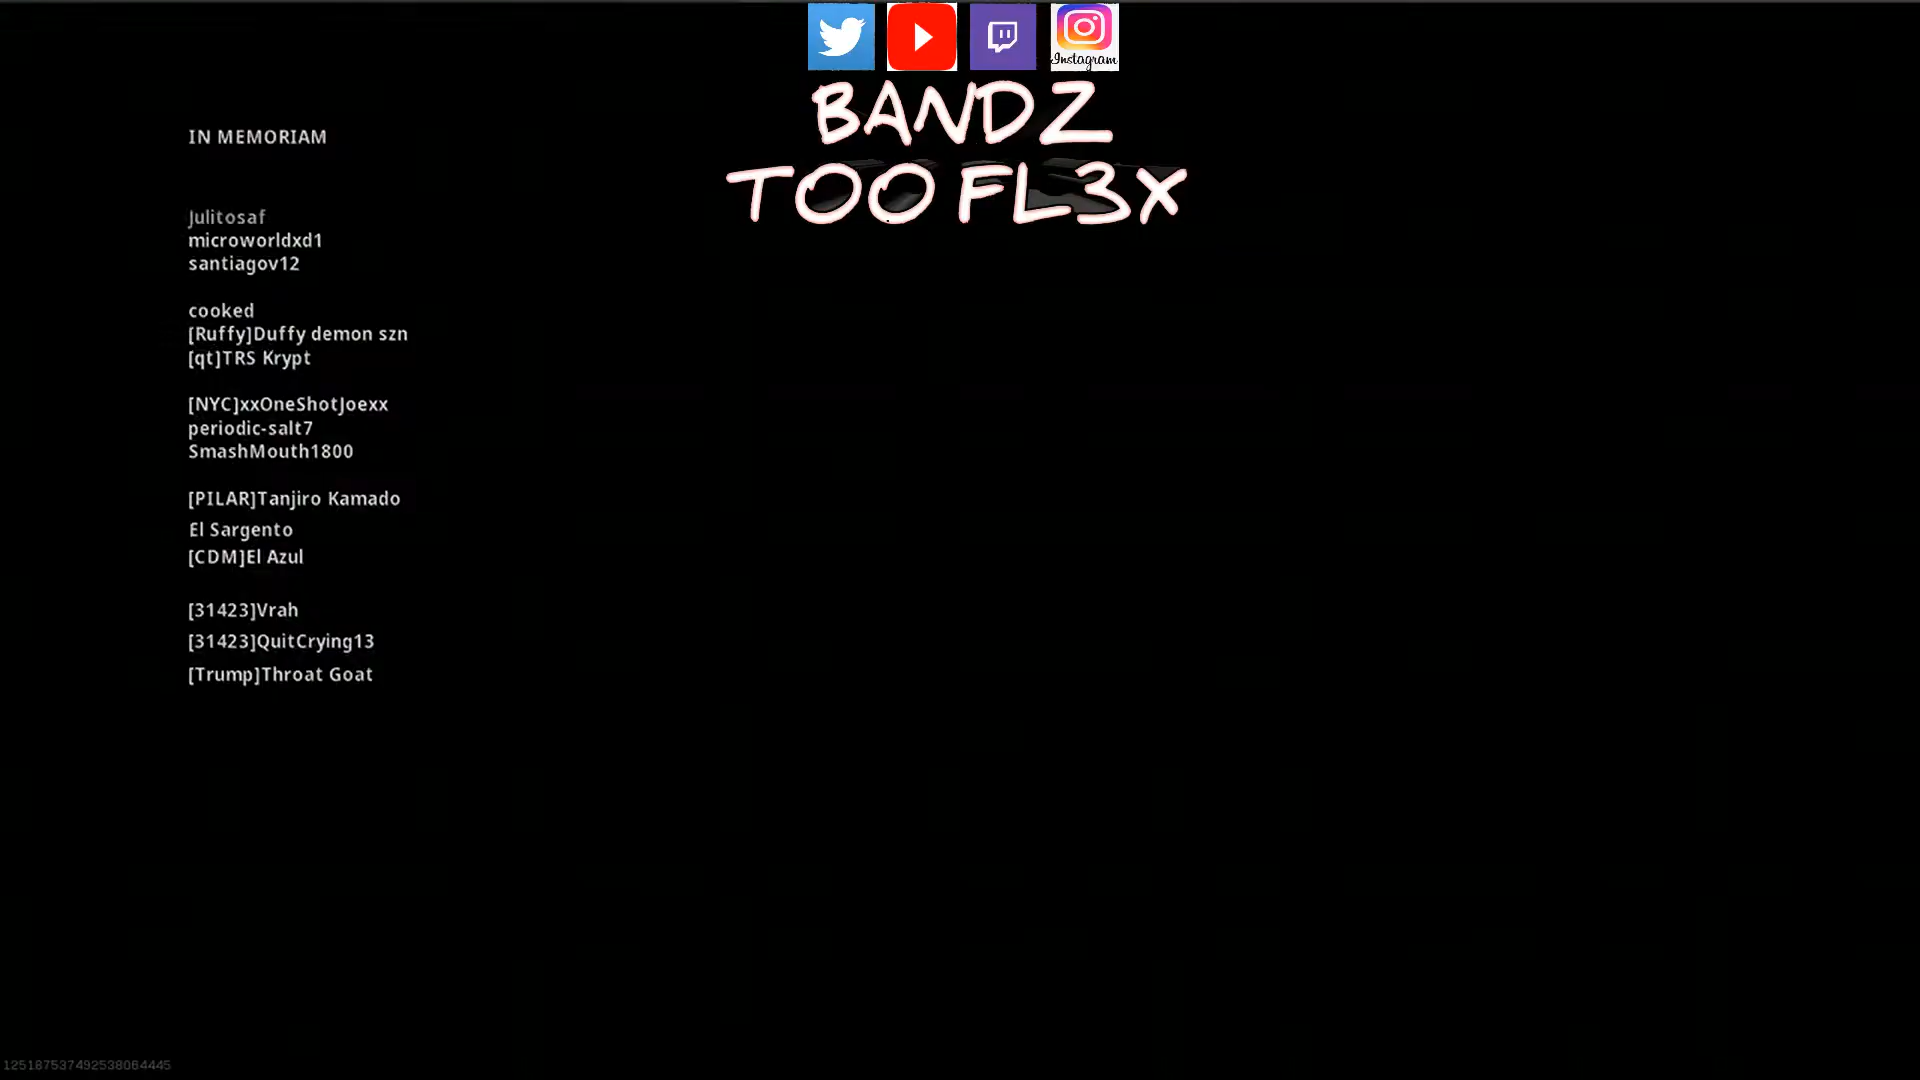 Instagram
BANDZ
TOO FL3X
IN MEMORIAM
Julitosaf
microworldxd1
santiagov12
cooked
[Ruffy]Duffy demon szn
[qt]TRS Krypt
[NYC]xxOneShotJoexx
periodic-salt7
SmashMouth1800
[PILAR]Tanjiro Kamado
El Sargento
[CDM]El Azul
[31423]Vrah
[31423]QuitCrying13
[Trump]Throat Goat
125187537492538064445